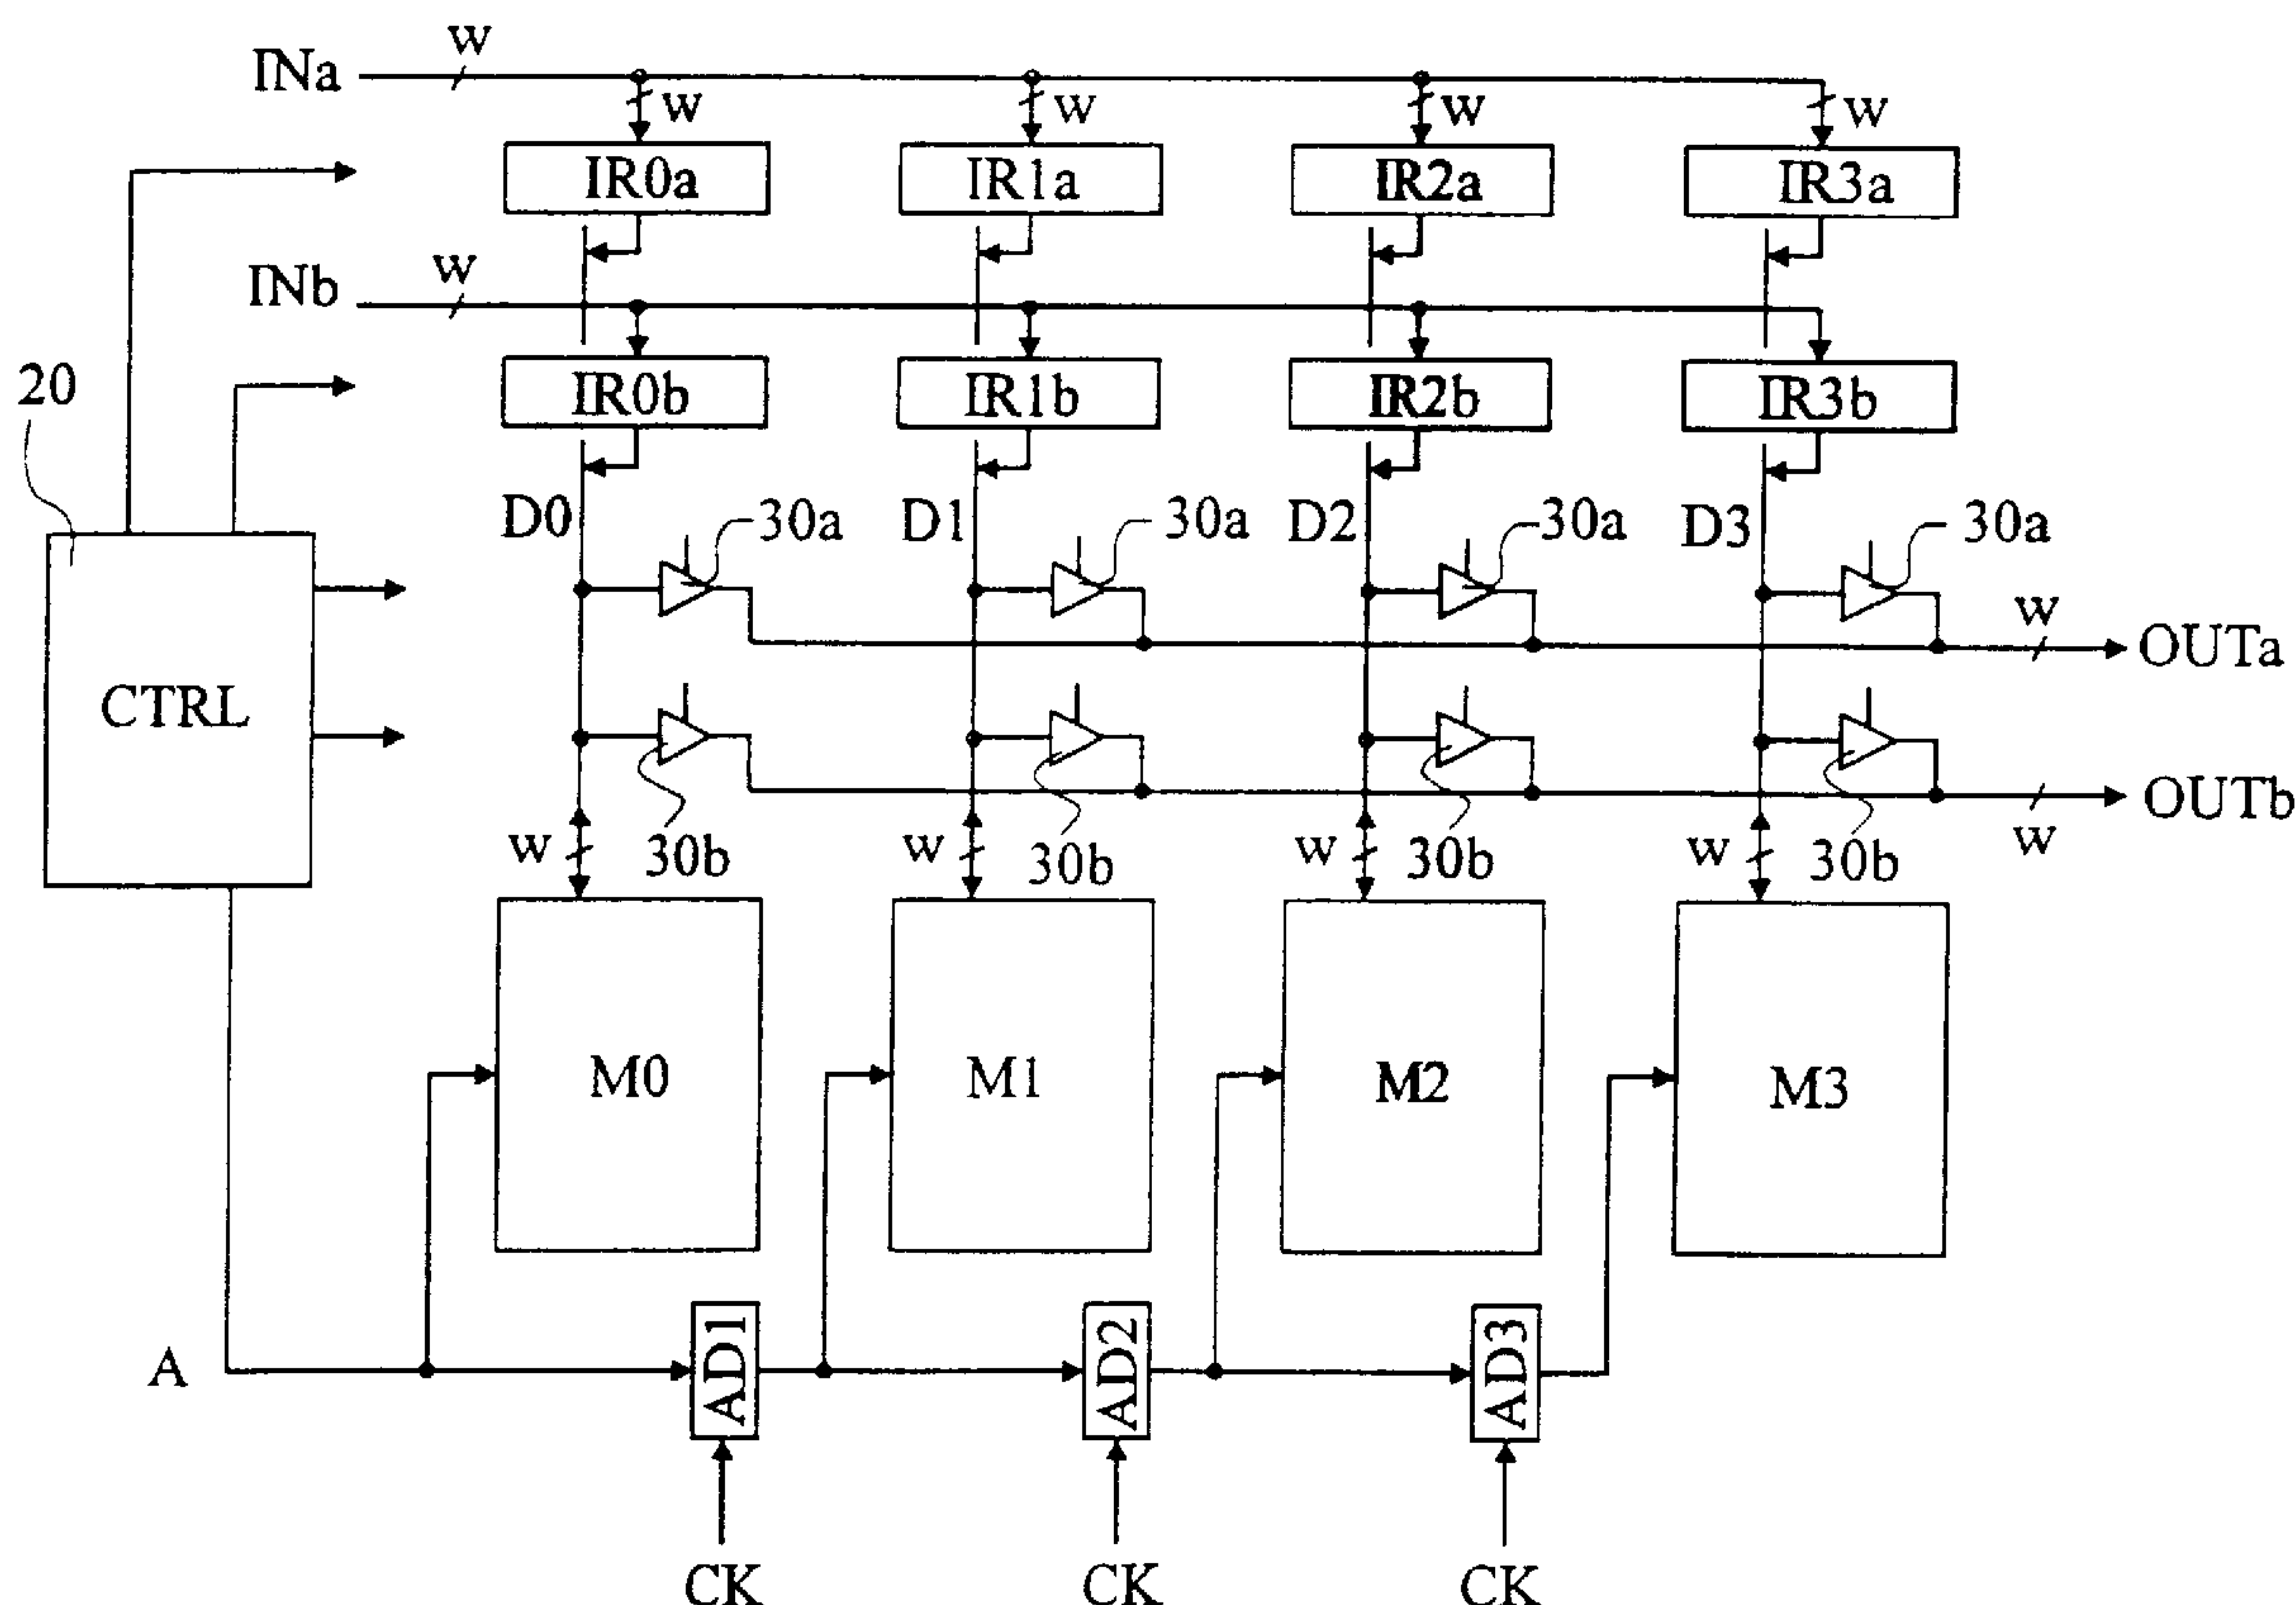 w
INa
w w w w
IR0a IR1a IR2a IR3a
w
INb
20
IR0b IR1b IR2b IR3b
D0 30a D1 30a D2 30a D3 30a
w
OUTa
CTRL
OUTb
w 30b w 30b w 30b w 30b w
M0 M1 M2 M3
A AD1 AD2 AD3
CK CK CK